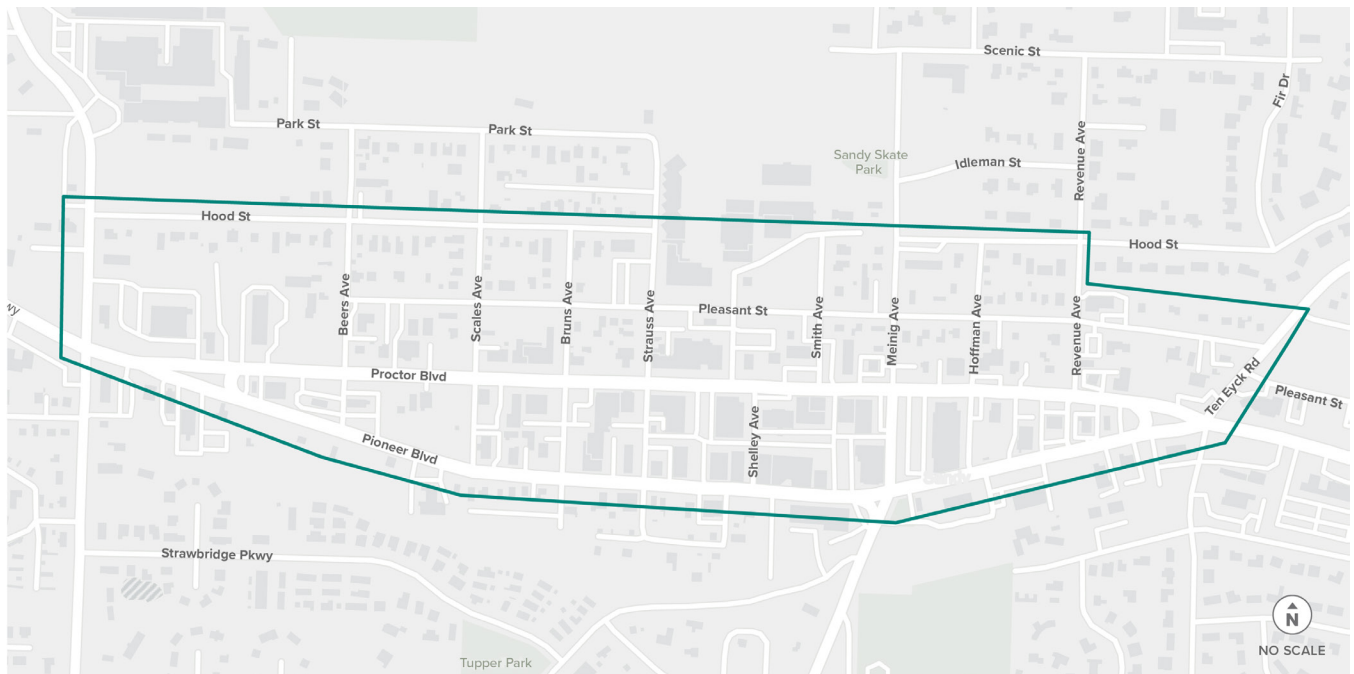 Scenic St
Fir Dr
Park St
Park St
Revenue Ave
Sandy Skate
Park
Idleman St
Hood St
Hood St
Beers Ave
Scales Ave
Bruns Ave
Strauss Ave
Pleasant St
Smith Ave
Meinig Ave
Hoffman Ave
Revenue Ave
wy
Proctor Blvd
Ten Eyck Rd
Pleasant St
Shelley Ave
Pioneer Blvd
Sandy
Strawbridge Pkwy
Tupper Park
N
NO SCALE